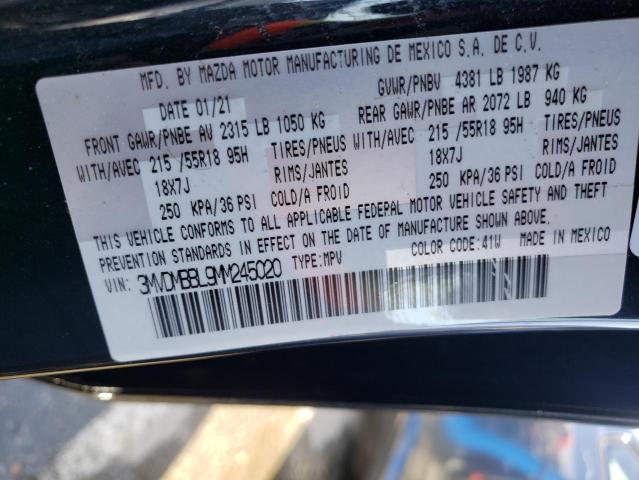 MFD. BY MAZDA MOTOR MANUFACTURING DE MEXICO S.A. DE C.V.
DATE 01/21 GVWR/PNBV 4381 LB 1987 KG
FRONT GAWR/PNBE AV 2315 LB 1050 KG REAR GAWR/PNBE AR 2072 LB 940 KG
WITH/AVEC 215 /55R18 95H TIRES/PNEUS WITH/AVEC 215 /55R18 95H TIRES/PNEUS
18X7J RIMS/JANTES 18X7J RIMS/JANTES
250 KPA/36 PSI COLD/A FROID 250 KPA/36 PSI COLD/A FROID
THIS VEHICLE CONFORMS TO ALL APPLICABLE FEDERAL MOTOR VEHICLE SAFETY AND THEFT
PREVENTION STANDARDS IN EFFECT ON THE DATE OF MANUFACTURE SHOWN ABOVE.
VIN: 3MVDMBBL9MM245020 TYPE:MPV COLOR CODE:41W MADE IN MEXICO